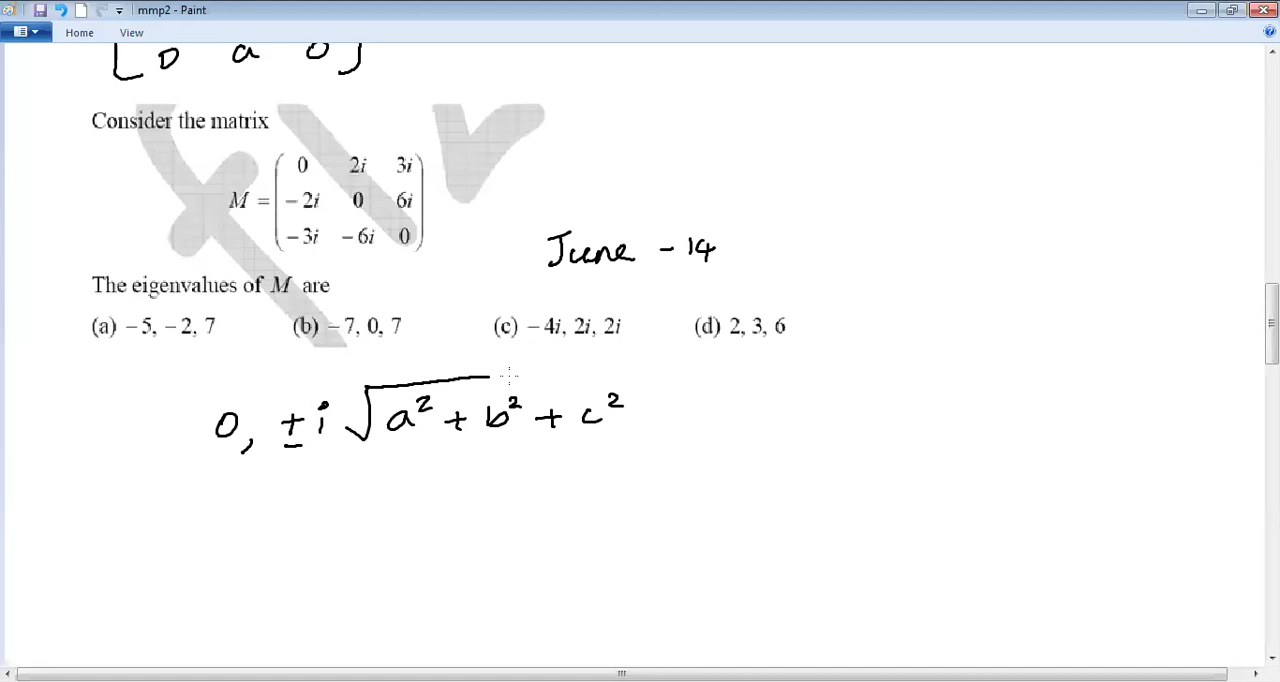 mmp2 - Paint
Home View
0 a 0
Consider the matrix
M = ( 0 2i 3i
-2i 0 6i
-3i -6i 0 )
June - 14
The eigenvalues of M are
(a) -5, -2, 7 (b) -7, 0, 7 (c) -4i, 2i, 2i (d) 2, 3, 6
0, ± i √a² + b² + c²